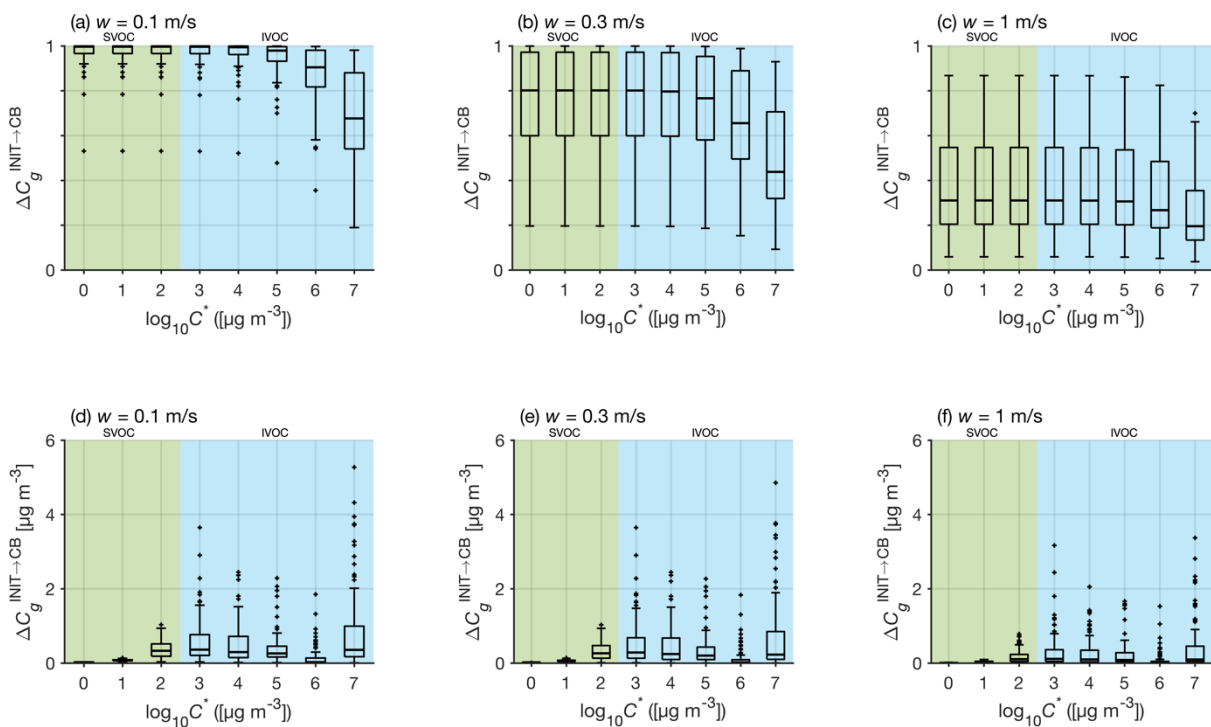 (a) w = 0.1 m/s
SVOC IVOC
1
0
ΔC_g^INIT→CB
0 1 2 3 4 5 6 7
log₁₀C* ([μg m⁻³])
(b) w = 0.3 m/s
SVOC IVOC
1
0
ΔC_g^INIT→CB
0 1 2 3 4 5 6 7
log₁₀C* ([μg m⁻³])
(c) w = 1 m/s
SVOC IVOC
1
0
ΔC_g^INIT→CB
0 1 2 3 4 5 6 7
log₁₀C* ([μg m⁻³])
(d) w = 0.1 m/s
SVOC IVOC
6
4
2
0
ΔC_g^INIT→CB [μg m⁻³]
0 1 2 3 4 5 6 7
log₁₀C* ([μg m⁻³])
(e) w = 0.3 m/s
SVOC IVOC
6
4
2
0
ΔC_g^INIT→CB [μg m⁻³]
0 1 2 3 4 5 6 7
log₁₀C* ([μg m⁻³])
(f) w = 1 m/s
SVOC IVOC
6
4
2
0
ΔC_g^INIT→CB [μg m⁻³]
0 1 2 3 4 5 6 7
log₁₀C* ([μg m⁻³])